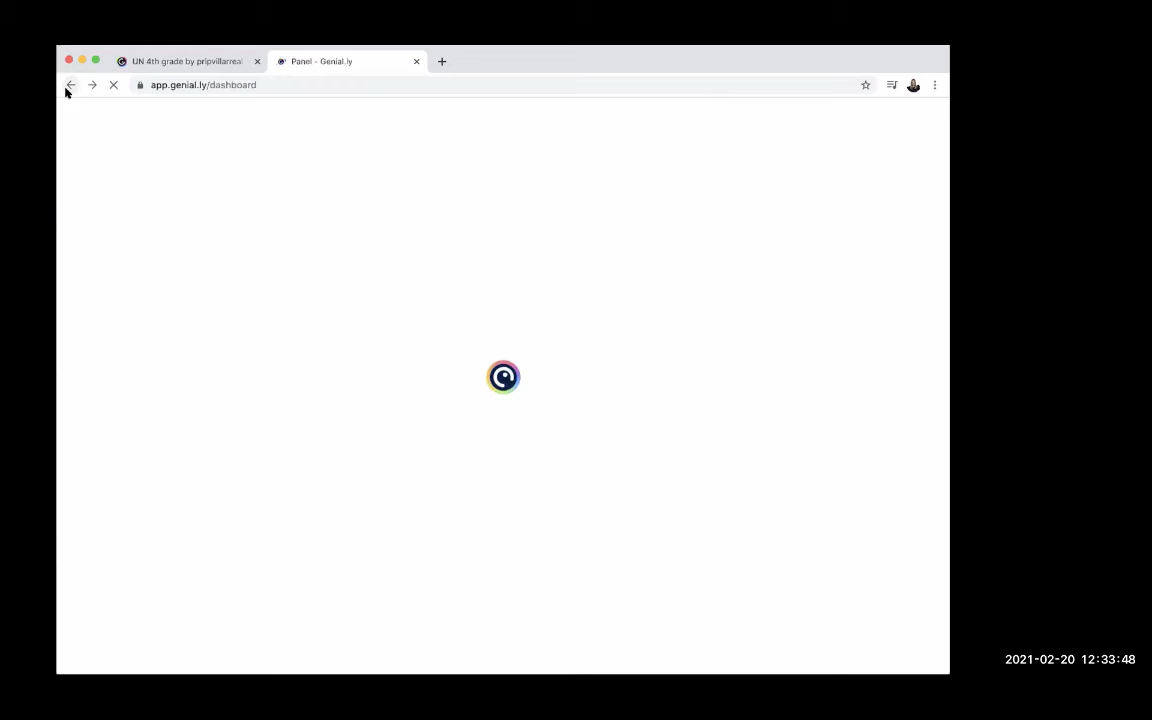 UN 4th grade by pripvillarreal
Panel - Genial.ly
app.genial.ly/dashboard
2021-02-20 12:33:48